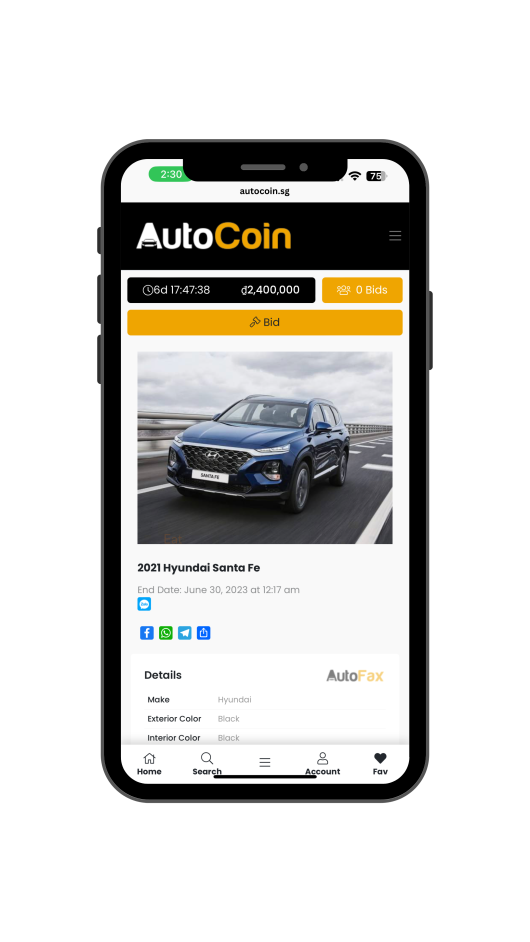 2:30
75
autocoin.sg
AutoCoin
6d 17:47:38 ₫2,400,000 0 Bids
Bid
SANTA FE
2021 Hyundai Santa Fe
End Date: June 30, 2023 at 12:17 am
Details AutoFax
Make Hyundai
Exterior Color Black
Interior Color Black
Home Search Account Fav